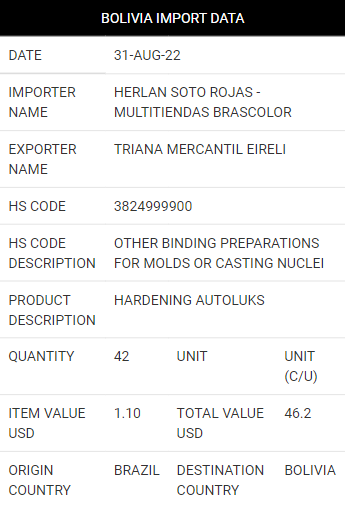 BOLIVIA IMPORT DATA
DATE 31-AUG-22
IMPORTER NAME HERLAN SOTO ROJAS - MULTITIENDAS BRASCOLOR
EXPORTER NAME TRIANA MERCANTIL EIRELI
HS CODE 3824999900
HS CODE DESCRIPTION OTHER BINDING PREPARATIONS FOR MOLDS OR CASTING NUCLEI
PRODUCT DESCRIPTION HARDENING AUTOLUKS
QUANTITY 42 UNIT UNIT (C/U)
ITEM VALUE USD 1.10 TOTAL VALUE USD 46.2
ORIGIN COUNTRY BRAZIL DESTINATION COUNTRY BOLIVIA